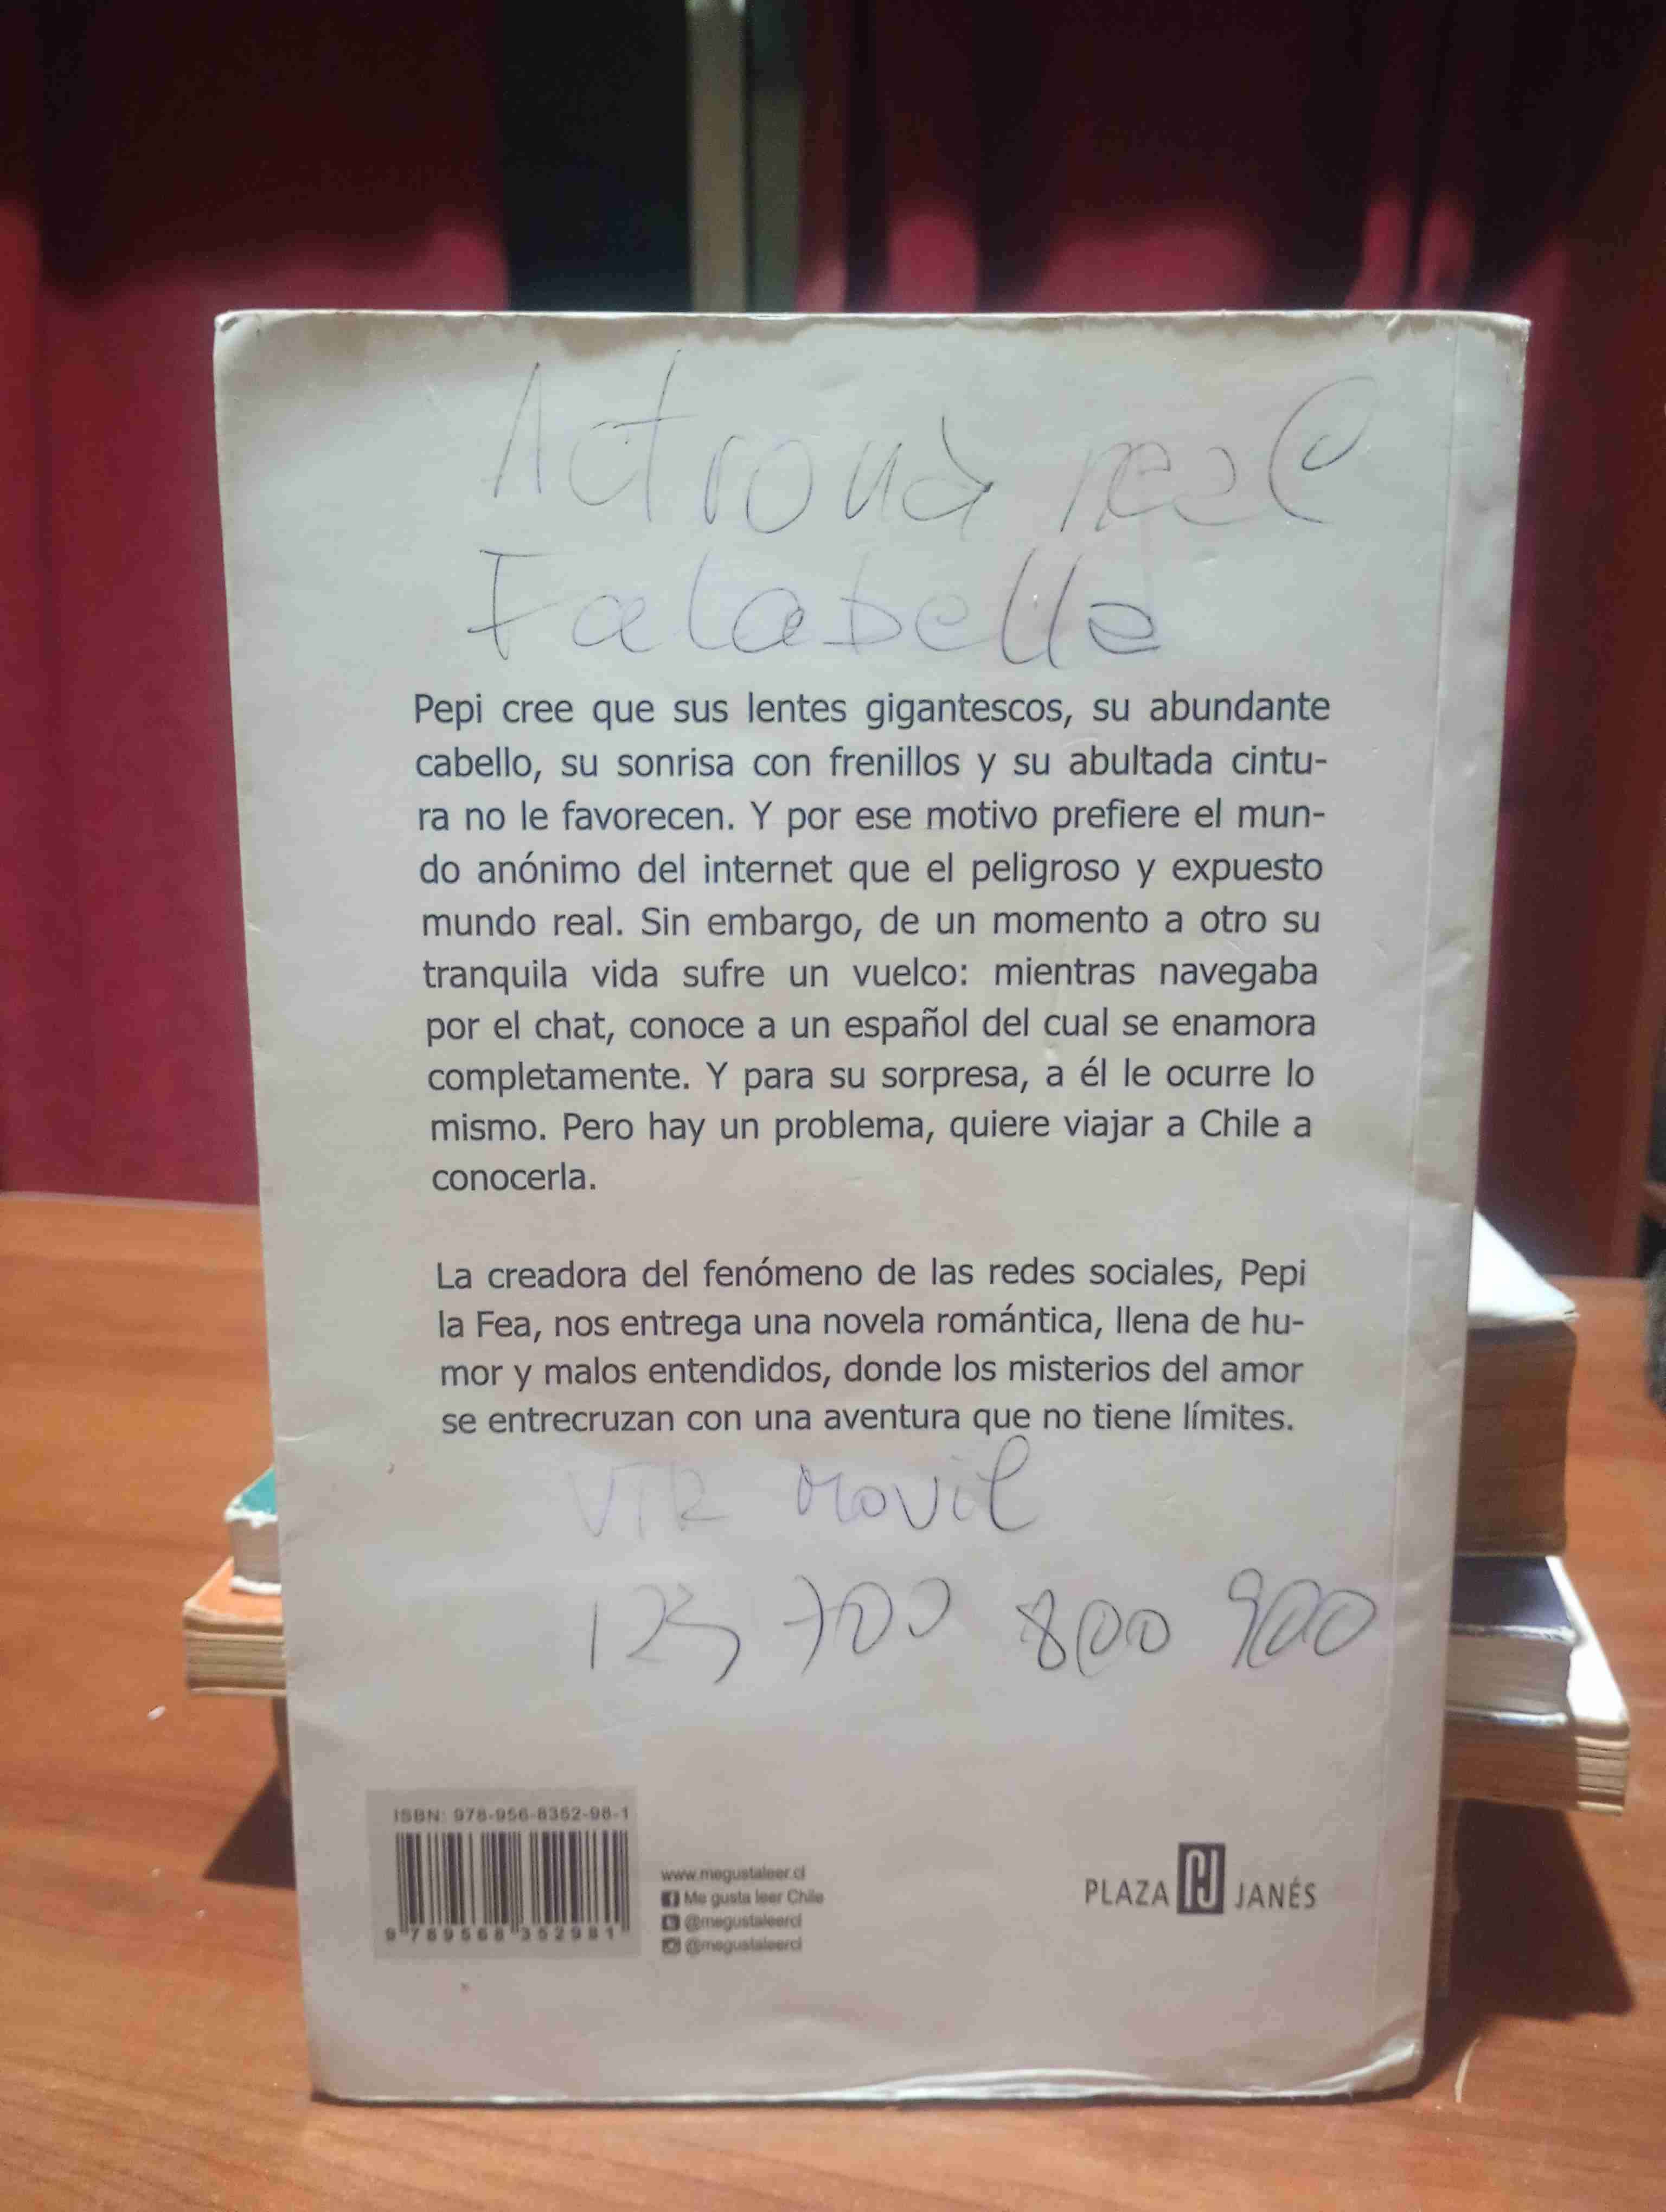 Falabella
Pepi cree que sus lentes gigantescos, su abundante
cabello, su sonrisa con frenillos y su abultada cintu-
ra no le favorecen. Y por ese motivo prefiere el mun-
do anónimo del internet que el peligroso y expuesto
mundo real. Sin embargo, de un momento a otro su
tranquila vida sufre un vuelco: mientras navegaba
por el chat, conoce a un español del cual se enamora
completamente. Y para su sorpresa, a él le ocurre lo
mismo. Pero hay un problema, quiere viajar a Chile a
conocerla.
La creadora del fenómeno de las redes sociales, Pepi
la Fea, nos entrega una novela romántica, llena de hu-
mor y malos entendidos, donde los misterios del amor
se entrecruzan con una aventura que no tiene límites.
VTR Movil
123 700 800 900
ISBN: 978-956-8352-98-1
9 789568 352981
www.megustaleer.cl
Me gusta leer Chile
@megustaleercl
@megustaleercl
PLAZA JANÉS